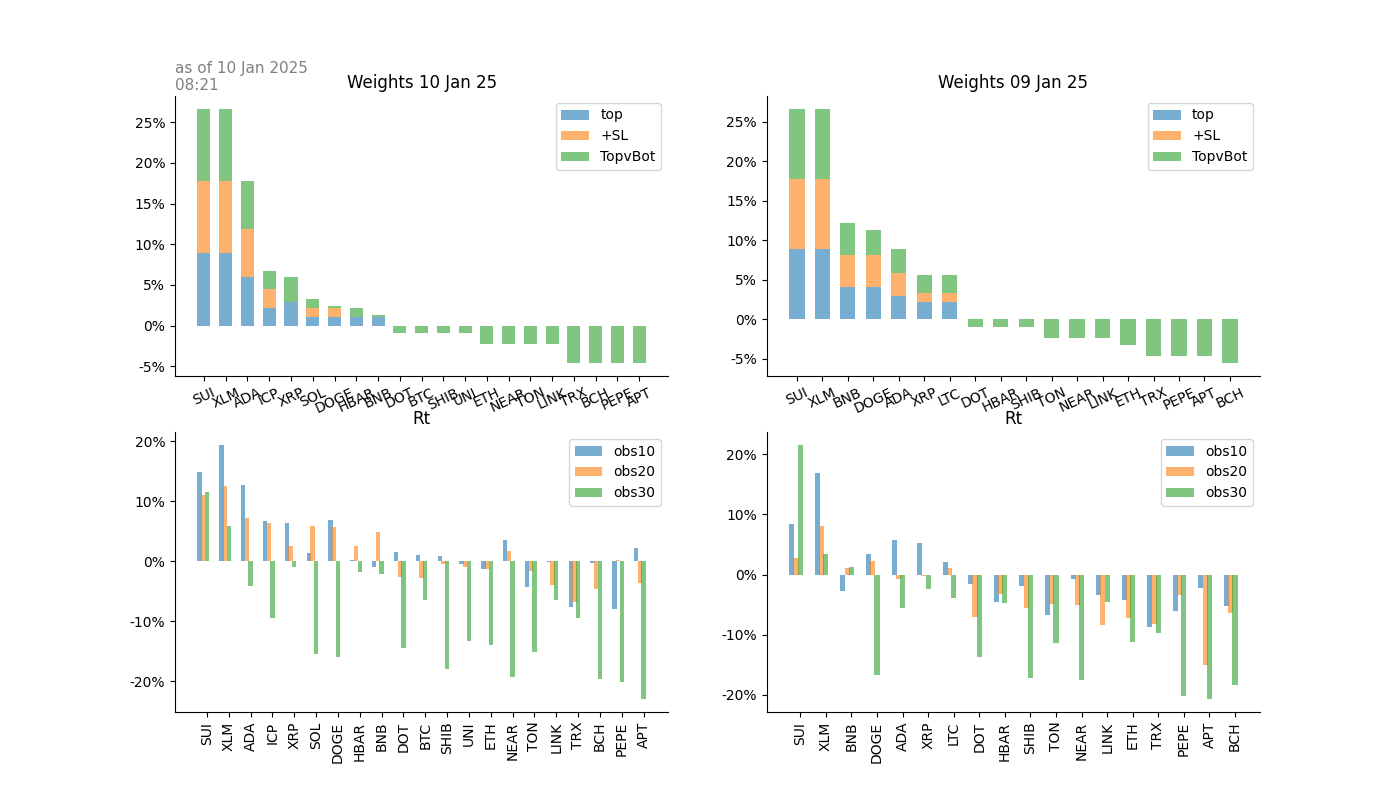 as of 10 Jan 2025
08:21
Weights 10 Jan 25
25%
20%
15%
10%
5%
0%
-5%
top
+SL
TopvBot
SUI XLM ADA ICP XRP SOL DOGE HBAR BNB DOT BTC SHIB UNI ETH NEAR TON LINK TRX BCH PEPE APT
Weights 09 Jan 25
25%
20%
15%
10%
5%
0%
-5%
top
+SL
TopvBot
SUI XLM BNB DOGE ADA XRP LTC DOT HBAR SHIB TON NEAR LINK ETH TRX PEPE APT BCH
Rt
20%
10%
0%
-10%
-20%
obs10
obs20
obs30
SUI XLM ADA ICP XRP SOL DOGE HBAR BNB DOT BTC SHIB UNI ETH NEAR TON LINK TRX BCH PEPE APT
Rt
20%
10%
0%
-10%
-20%
obs10
obs20
obs30
SUI XLM BNB DOGE ADA XRP LTC DOT HBAR SHIB TON NEAR LINK ETH TRX PEPE APT BCH